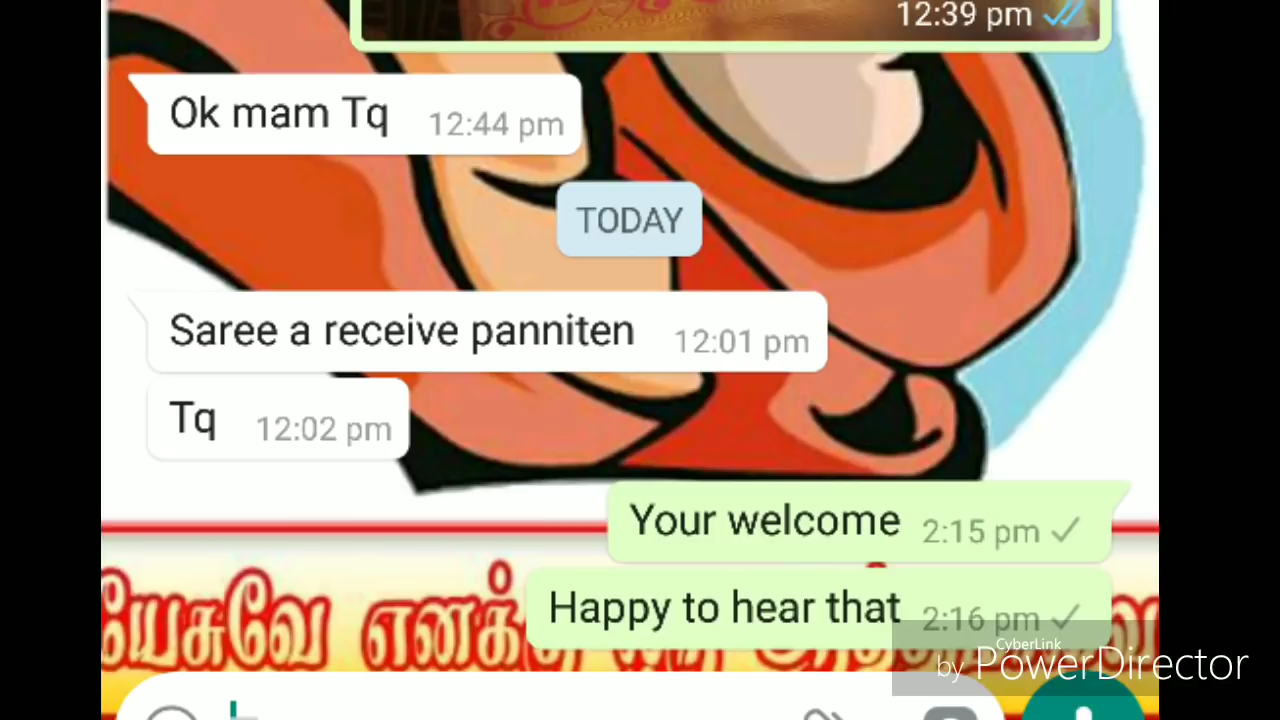 12:39 pm
Ok mam Tq 12:44 pm
TODAY
Saree a receive panniten 12:01 pm
Tq 12:02 pm
Your welcome 2:15 pm
Happy to hear that 2:16 pm
யேசுவே
CyberLink
by PowerDirector